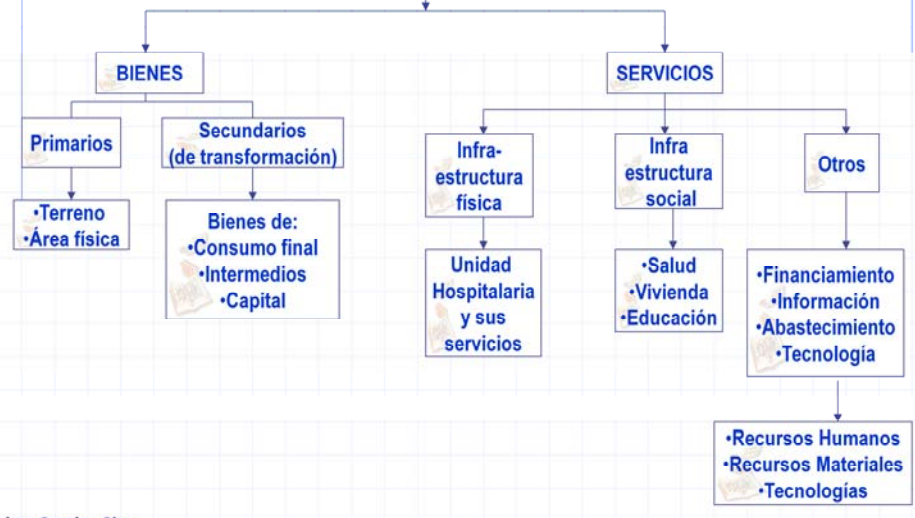 BIENES
SERVICIOS
Primarios
Secundarios
(de transformación)
Infra-
estructura
física
Infra
estructura
social
Otros
•Terreno
•Área física
Bienes de:
•Consumo final
•Intermedios
•Capital
Unidad
Hospitalaria
y sus
servicios
•Salud
•Vivienda
•Educación
•Financiamiento
•Información
•Abastecimiento
•Tecnología
•Recursos Humanos
•Recursos Materiales
•Tecnologías